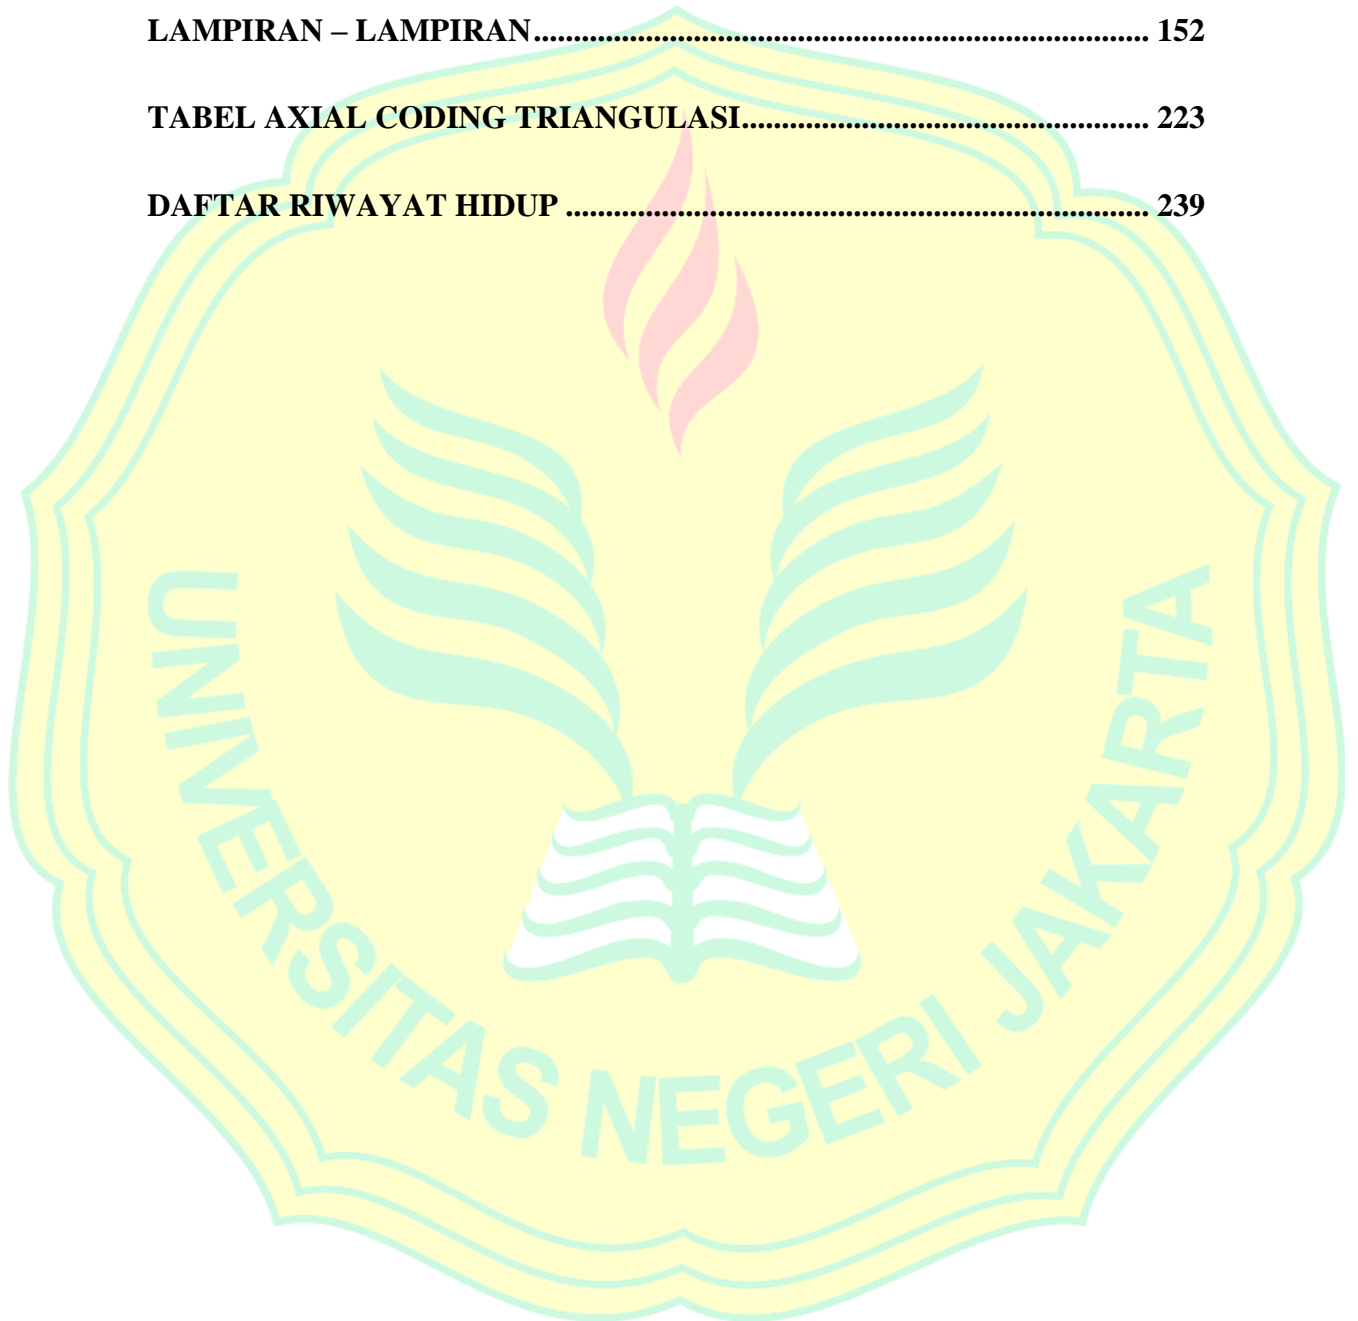 LAMPIRAN – LAMPIRAN............................................................................. 152
TABEL AXIAL CODING TRIANGULASI................................................... 223
DAFTAR RIWAYAT HIDUP ......................................................................... 239
UNIVERSITAS NEGERI JAKARTA